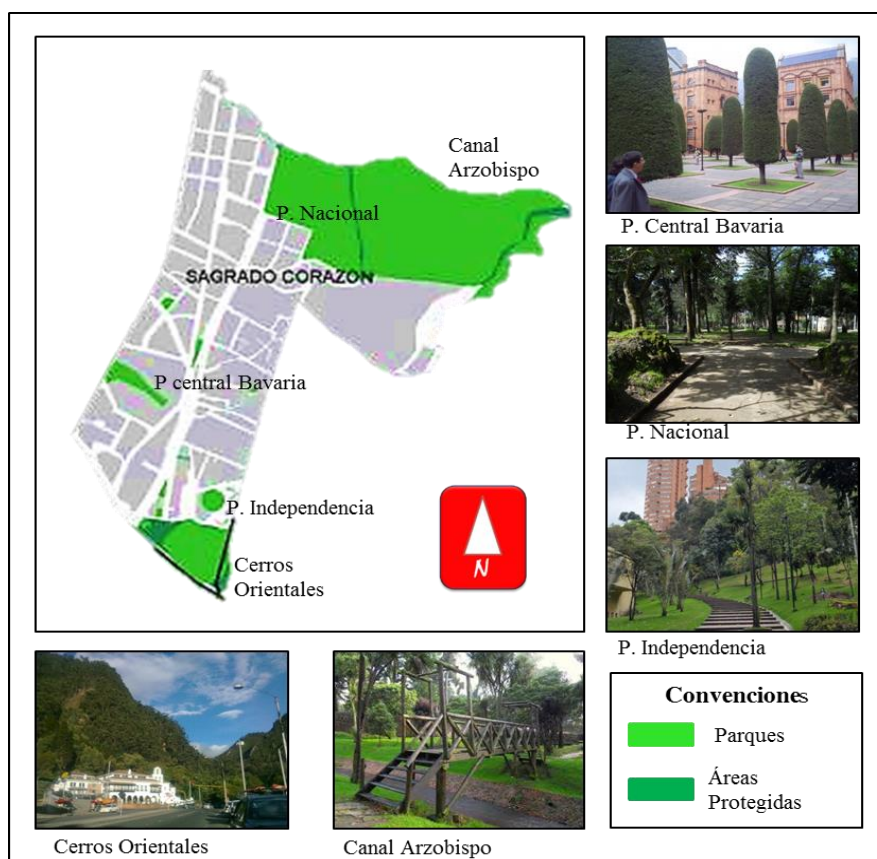 Canal
Arzobispo
P. Nacional
SAGRADO CORAZON
P central Bavaria
P. Independencia
Cerros
Orientales
N
P. Central Bavaria
P. Nacional
P. Independencia
Cerros Orientales
Canal Arzobispo
Convenciones
Parques
Áreas
Protegidas